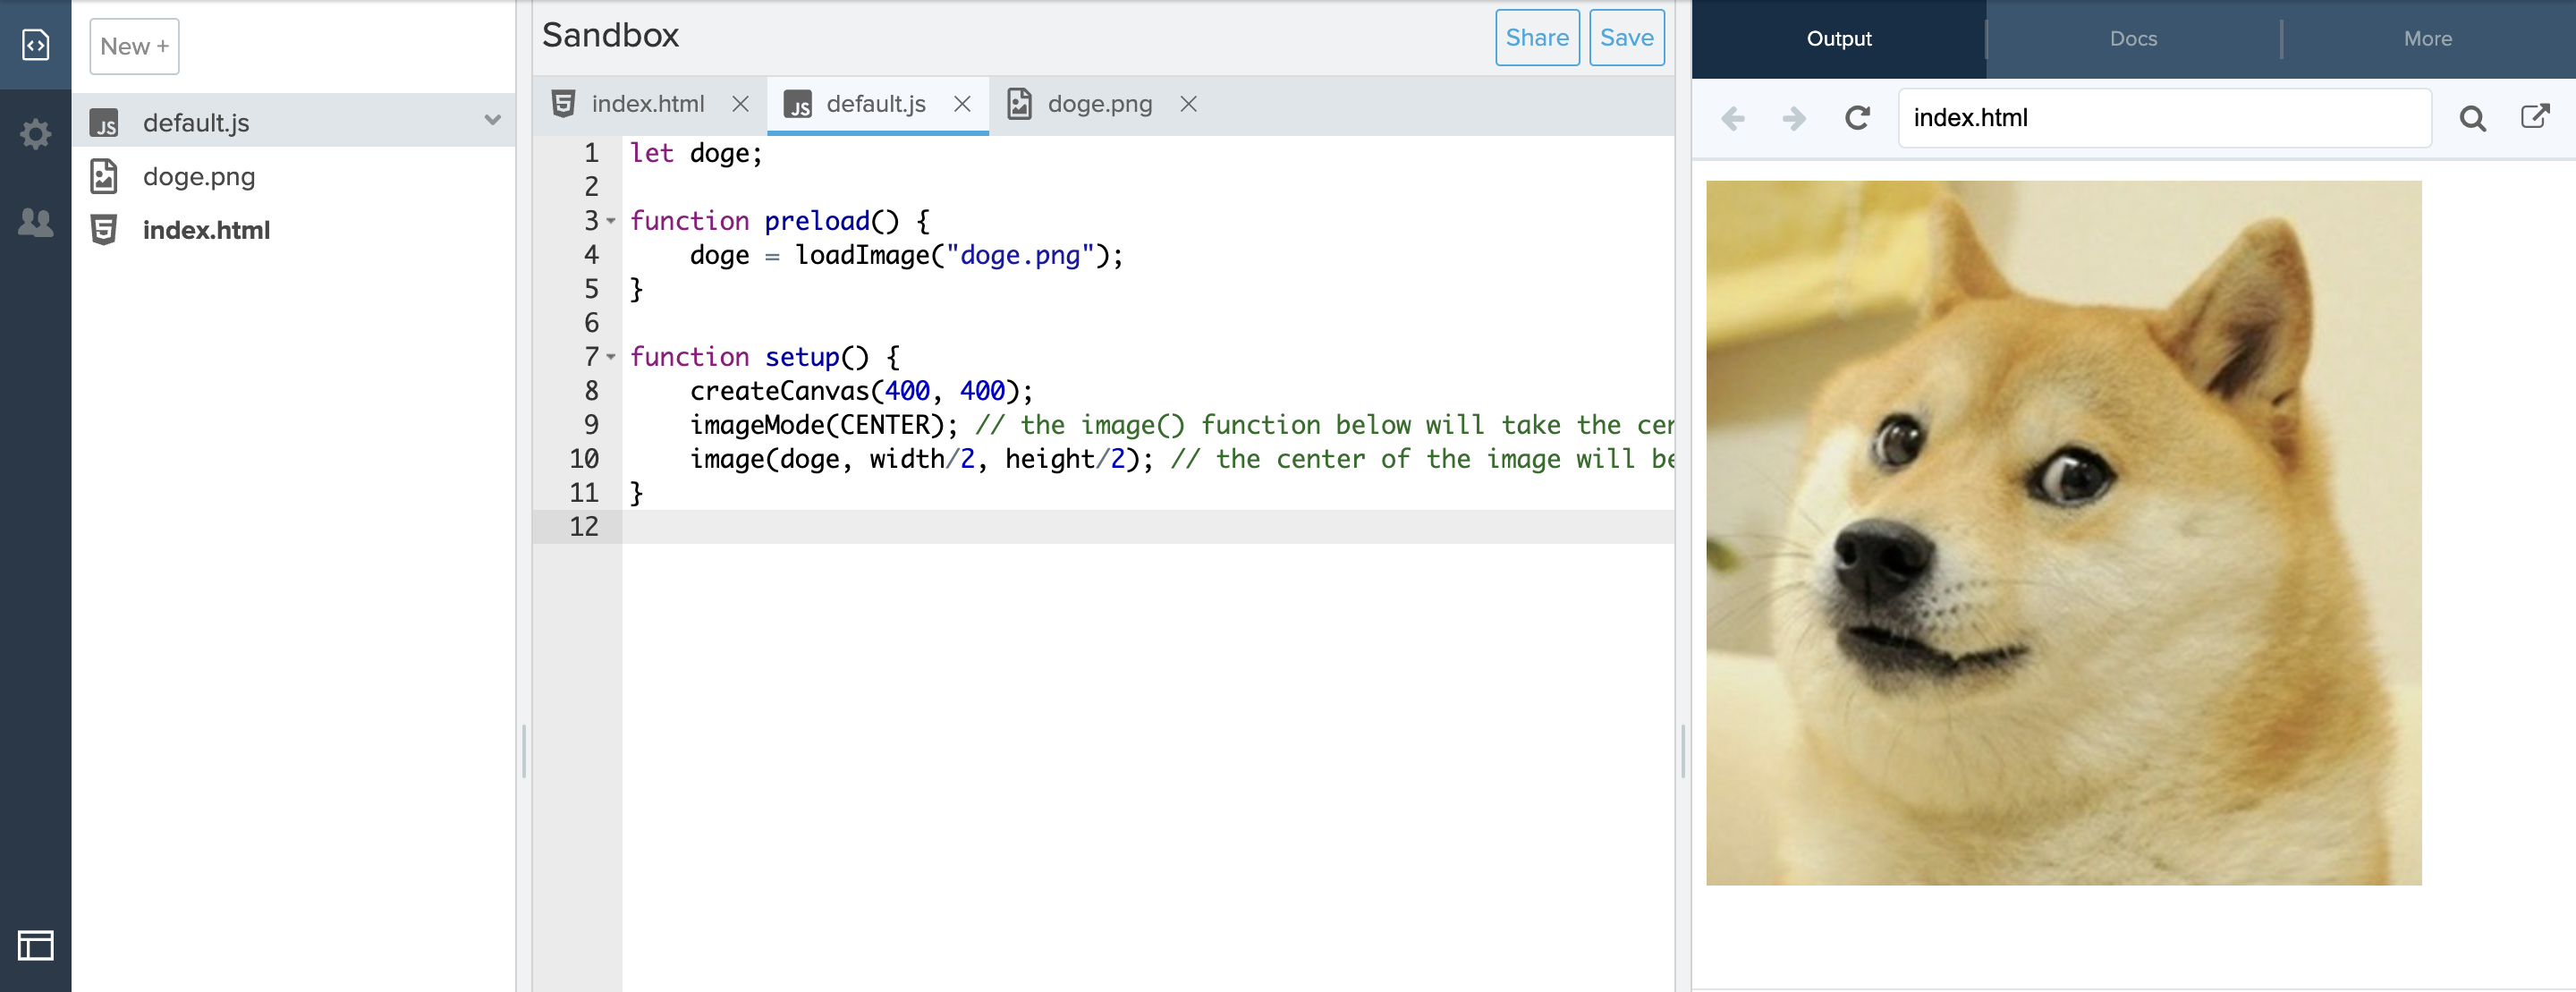 New +
default.js
doge.png
index.html
Sandbox
Share
Save
index.html
JS default.js
doge.png
1 let doge;
2
3 function preload() {
4     doge = loadImage("doge.png");
5 }
6
7 function setup() {
8     createCanvas(400, 400);
9     imageMode(CENTER); // the image() function below will take the
10     image(doge, width/2, height/2); // the center of the image will be
11 }
12
Output
Docs
More
index.html